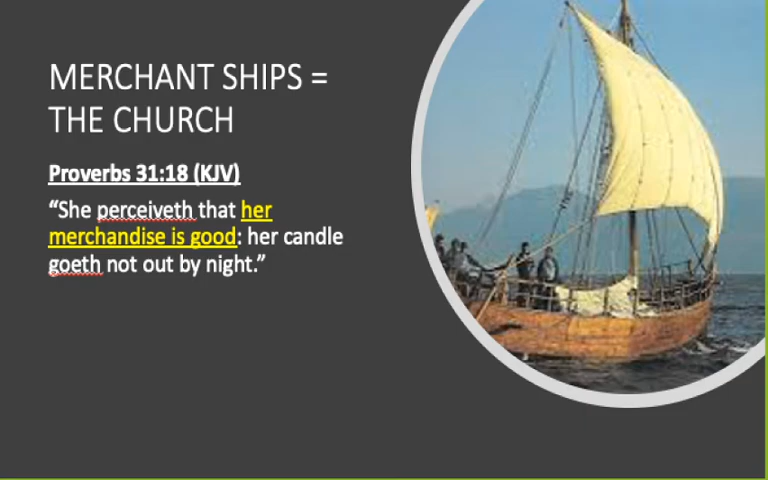 MERCHANT SHIPS =
THE CHURCH
Proverbs 31:18 (KJV)
“She perceiveth that her
merchandise is good: her candle
goeth not out by night.”